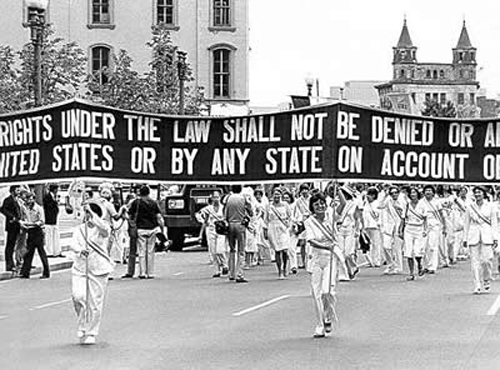 RIGHTS UNDER THE LAW SHALL NOT BE DENIED OR A
NITED STATES OR BY ANY STATE ON ACCOUNT O